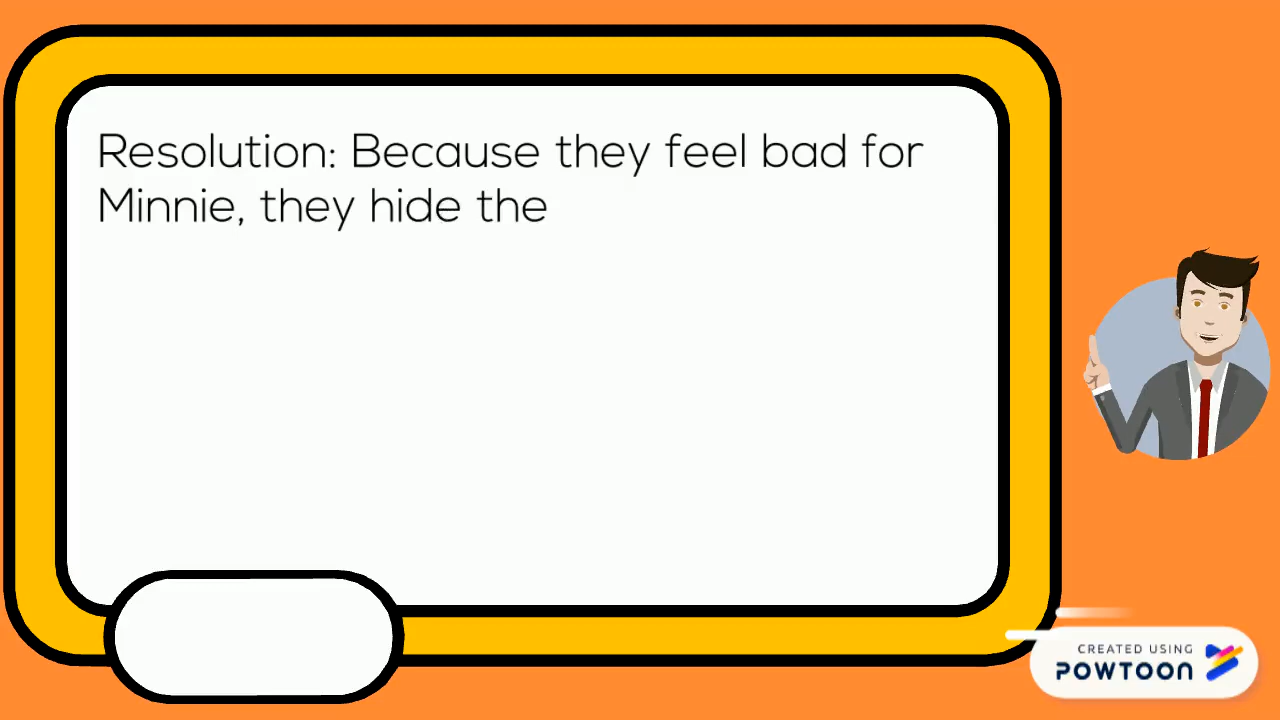 Resolution: Because they feel bad for
Minnie, they hide the
CREATED USING
POWTOON